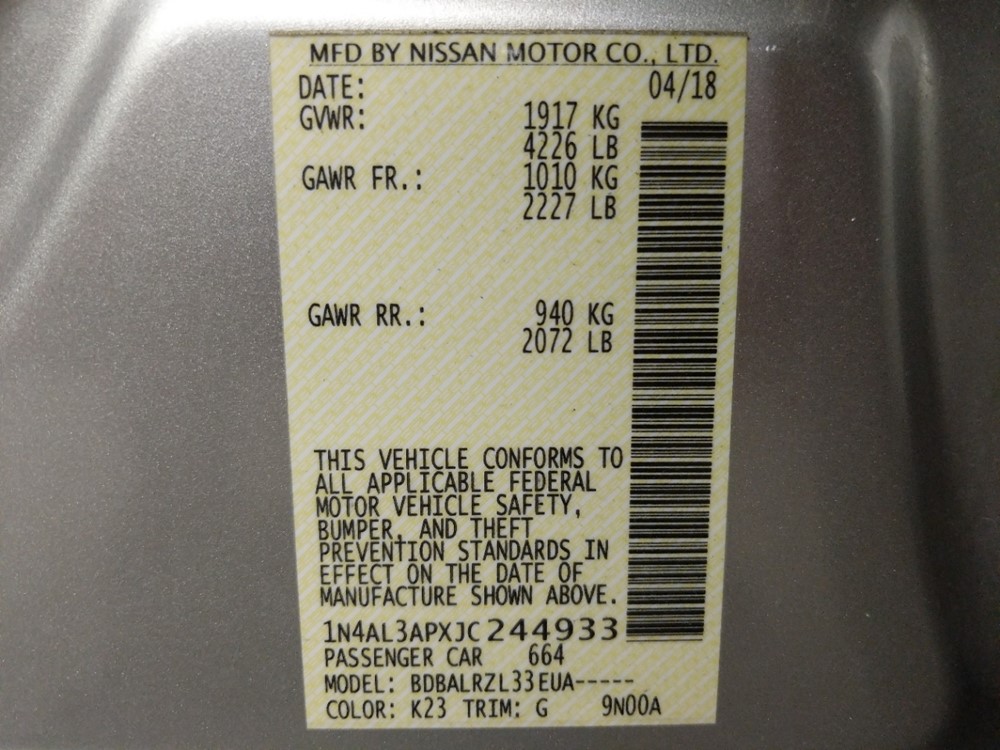 MFD BY NISSAN MOTOR CO., LTD.
DATE: 04/18
GVWR: 1917 KG
4226 LB
GAWR FR.: 1010 KG
2227 LB
GAWR RR.: 940 KG
2072 LB
THIS VEHICLE CONFORMS TO
ALL APPLICABLE FEDERAL
MOTOR VEHICLE SAFETY,
BUMPER, AND THEFT
PREVENTION STANDARDS IN
EFFECT ON THE DATE OF
MANUFACTURE SHOWN ABOVE.
1N4AL3APXJC244933
PASSENGER CAR 664
MODEL: BDBALRZL33EUA-----
COLOR: K23 TRIM: G 9N00A